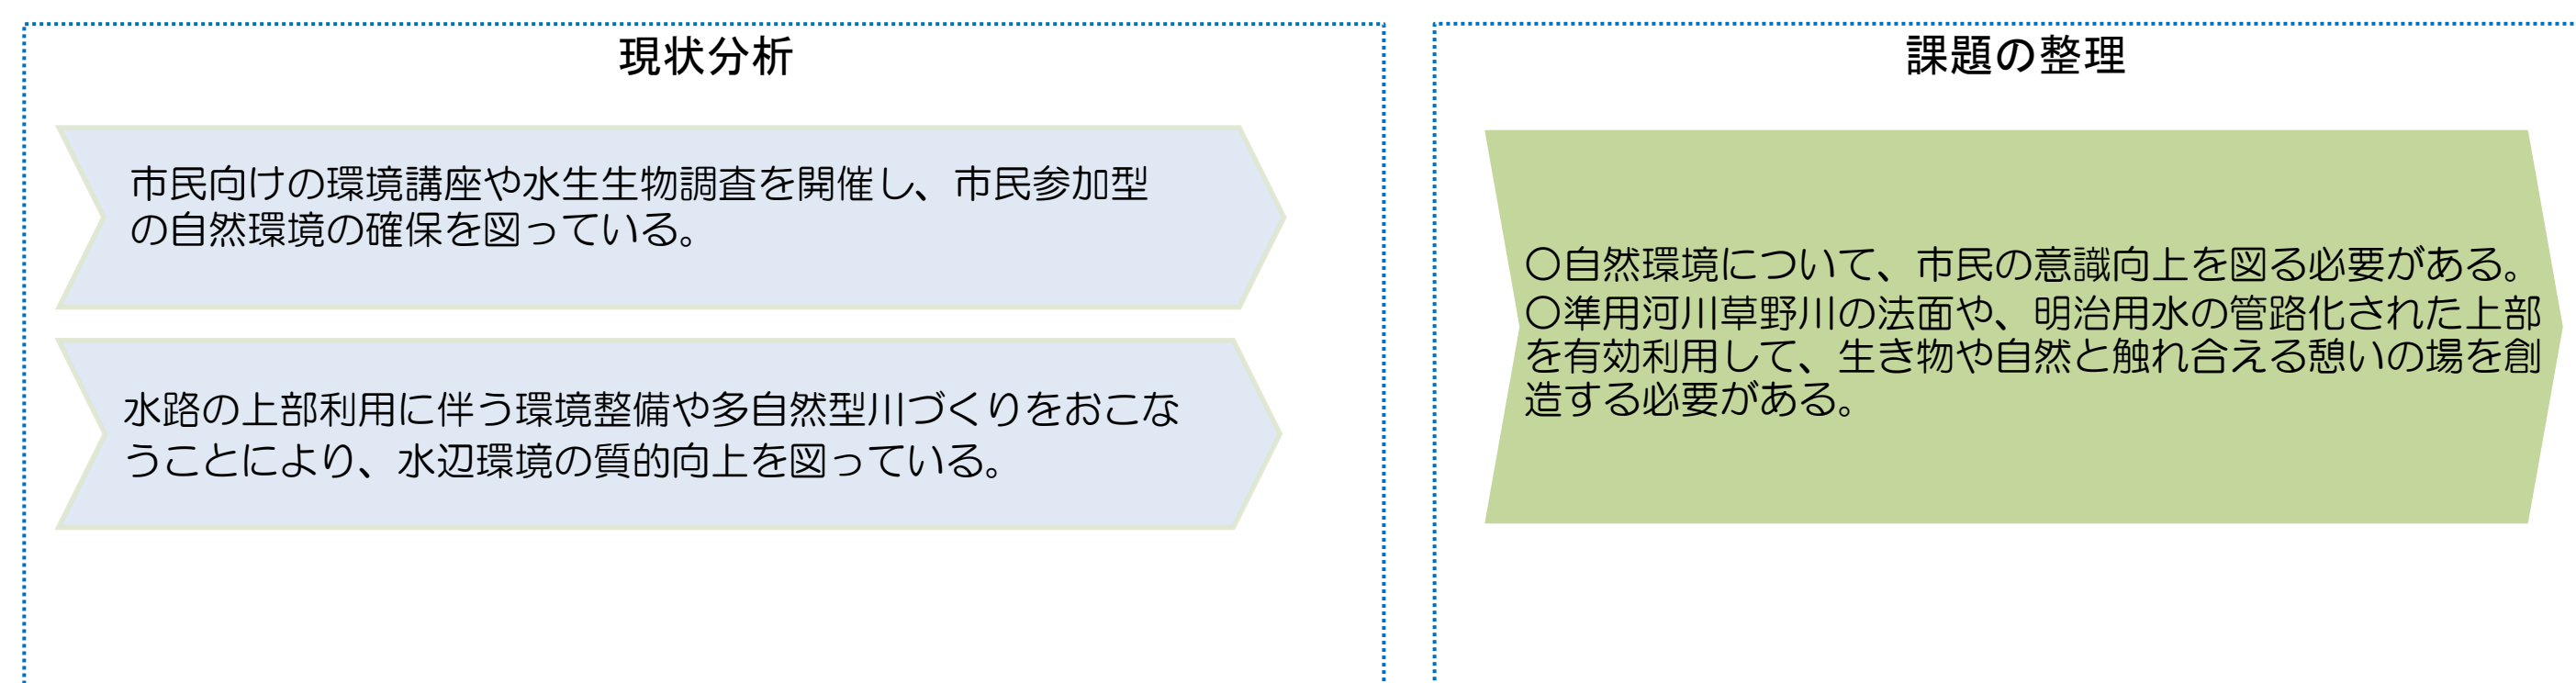 現状分析
市民向けの環境講座や水生生物調査を開催し、市民参加型
の自然環境の確保を図っている。
水路の上部利用に伴う環境整備や多自然型川づくりをおこな
うことにより、水辺環境の質的向上を図っている。
課題の整理
○自然環境について、市民の意識向上を図る必要がある。
○準用河川草野川の法面や、明治用水の管路化された上部
を有効利用して、生き物や自然と触れ合える憩いの場を創
造する必要がある。